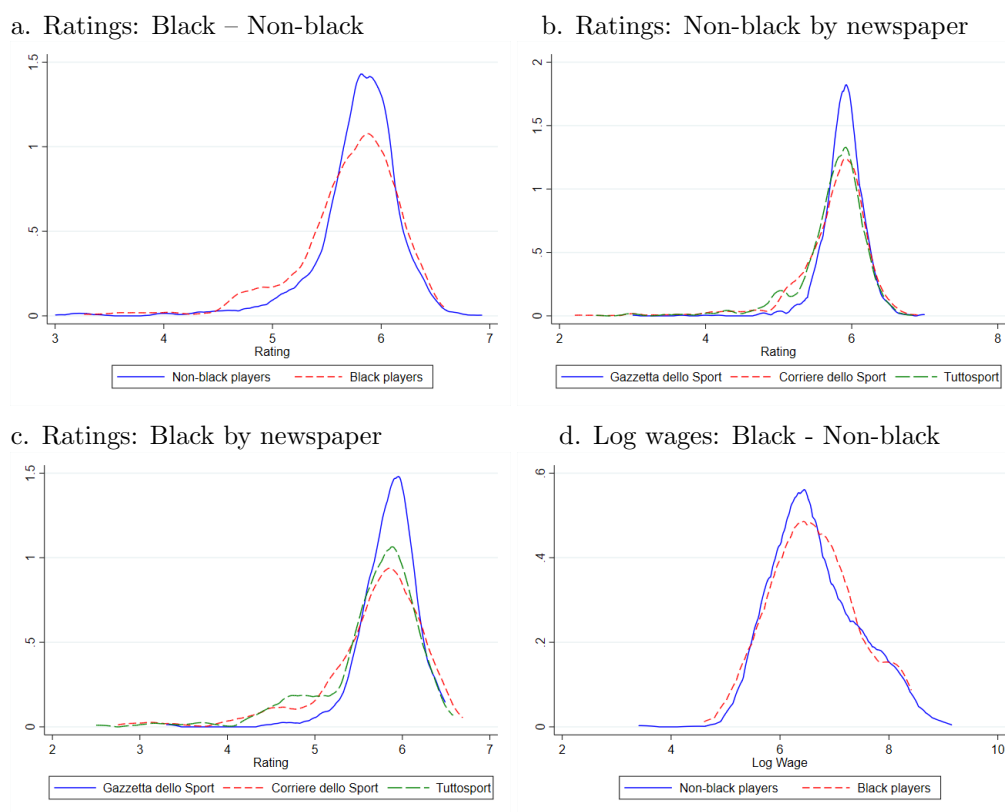 a. Ratings: Black – Non-black
1.5
1
.5
0
3 4 5 6 7
Rating
Non-black players Black players
b. Ratings: Non-black by newspaper
2
1.5
1
.5
0
2 4 6 8
Rating
Gazzetta dello Sport Corriere dello Sport Tuttosport
c. Ratings: Black by newspaper
1.5
1
.5
0
2 3 4 5 6 7
Rating
Gazzetta dello Sport Corriere dello Sport Tuttosport
d. Log wages: Black - Non-black
.6
.4
.2
0
2 4 6 8 10
Log Wage
Non-black players Black players